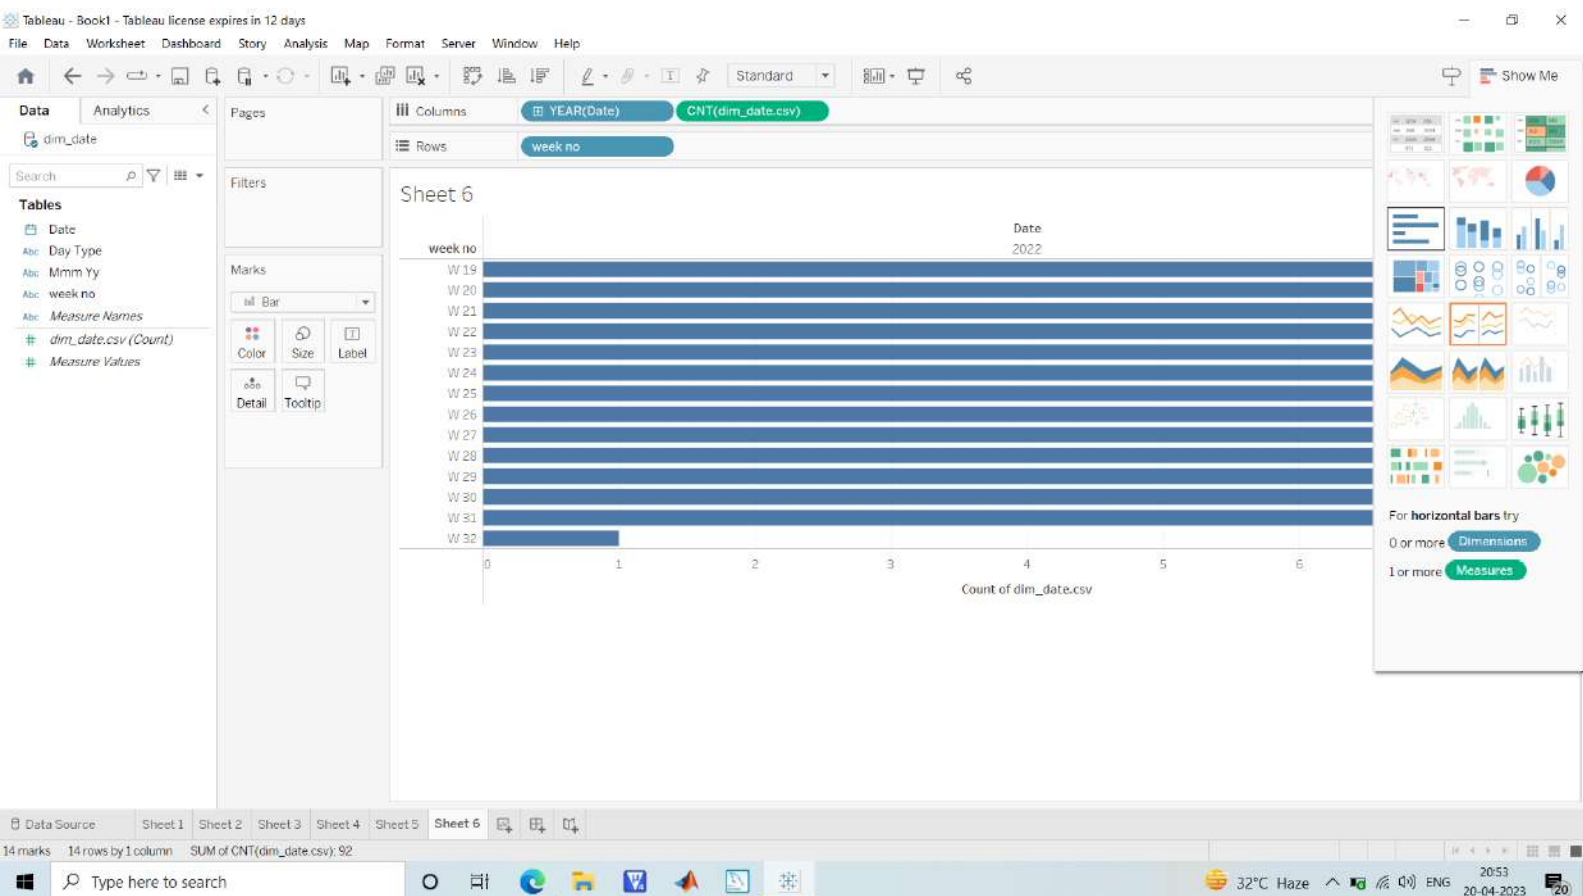 Tableau - Book1 - Tableau license expires in 12 days
File Data Worksheet Dashboard Story Analysis Map Format Server Window Help
Standard
Show Me
Data Analytics
Pages
Columns
YEAR(Date)
CNT(dim_date.csv)
dim_date
Rows
week no
Search
Filters
Tables
Date
Abc Day Type
Abc Mmm Yy
Abc week no
Abc Measure Names
# dim_date.csv (Count)
# Measure Values
Marks
Bar
Color Size Label
Detail Tooltip
Sheet 6
Date
week no
2022
W 19
W 20
W 21
W 22
W 23
W 24
W 25
W 26
W 27
W 28
W 29
W 30
W 31
W 32
0 1 2 3 4 5 6
Count of dim_date.csv
For horizontal bars try
0 or more Dimensions
1 or more Measures
Data Source Sheet 1 Sheet 2 Sheet 3 Sheet 4 Sheet 5 Sheet 6
14 marks 14 rows by 1 column SUM of CNT(dim_date.csv): 92
Type here to search
32°C Haze
ENG
20:53
20-04-2023
20